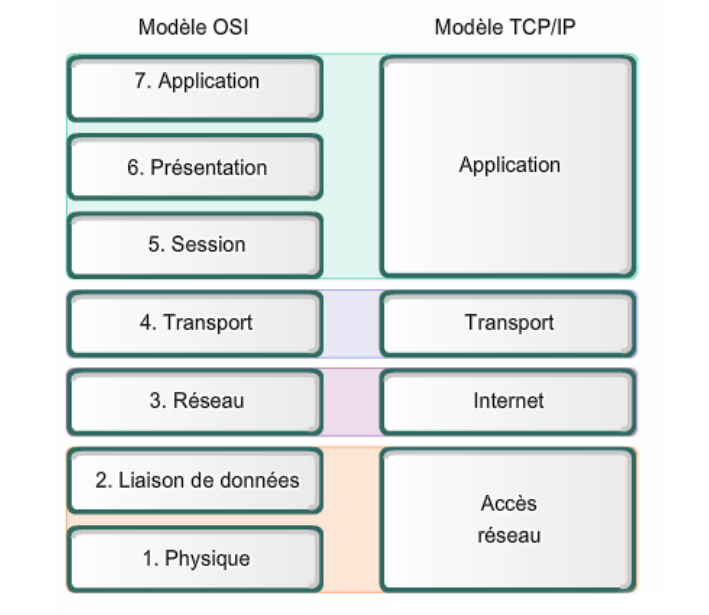 Modèle OSI
Modèle TCP/IP
7. Application
6. Présentation
5. Session
4. Transport
3. Réseau
2. Liaison de données
1. Physique
Application
Transport
Internet
Accès
réseau